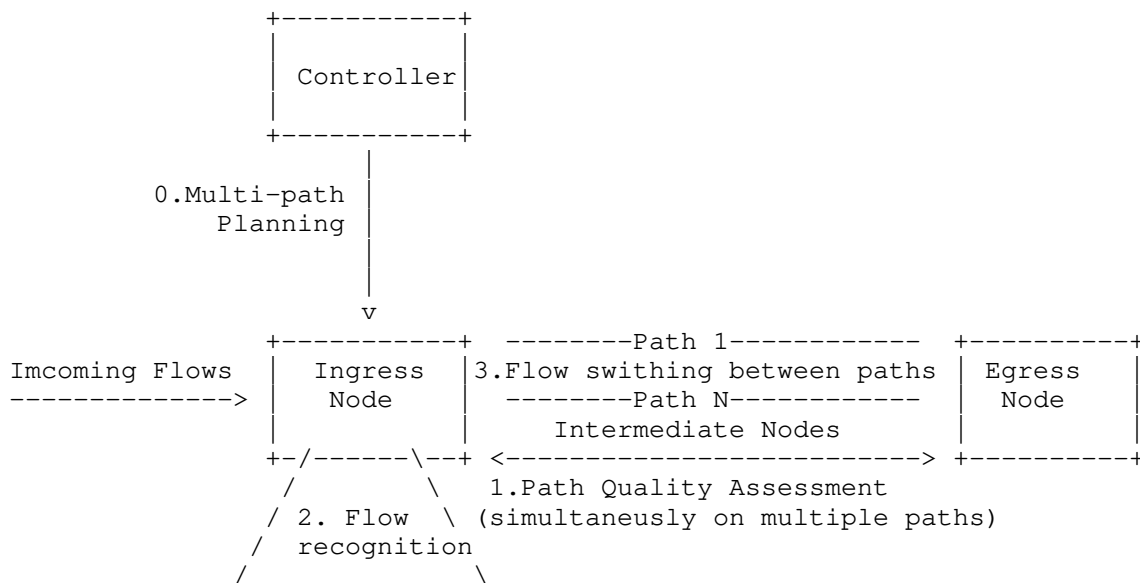 Controller
0.Multi-path
Planning
--------Path 1------------
Imcoming Flows
Ingress
3.Flow swithing between paths
Egress
-------------->
Node
--------Path N------------
Node
Intermediate Nodes
1.Path Quality Assessment
2. Flow
(simultaneusly on multiple paths)
recognition